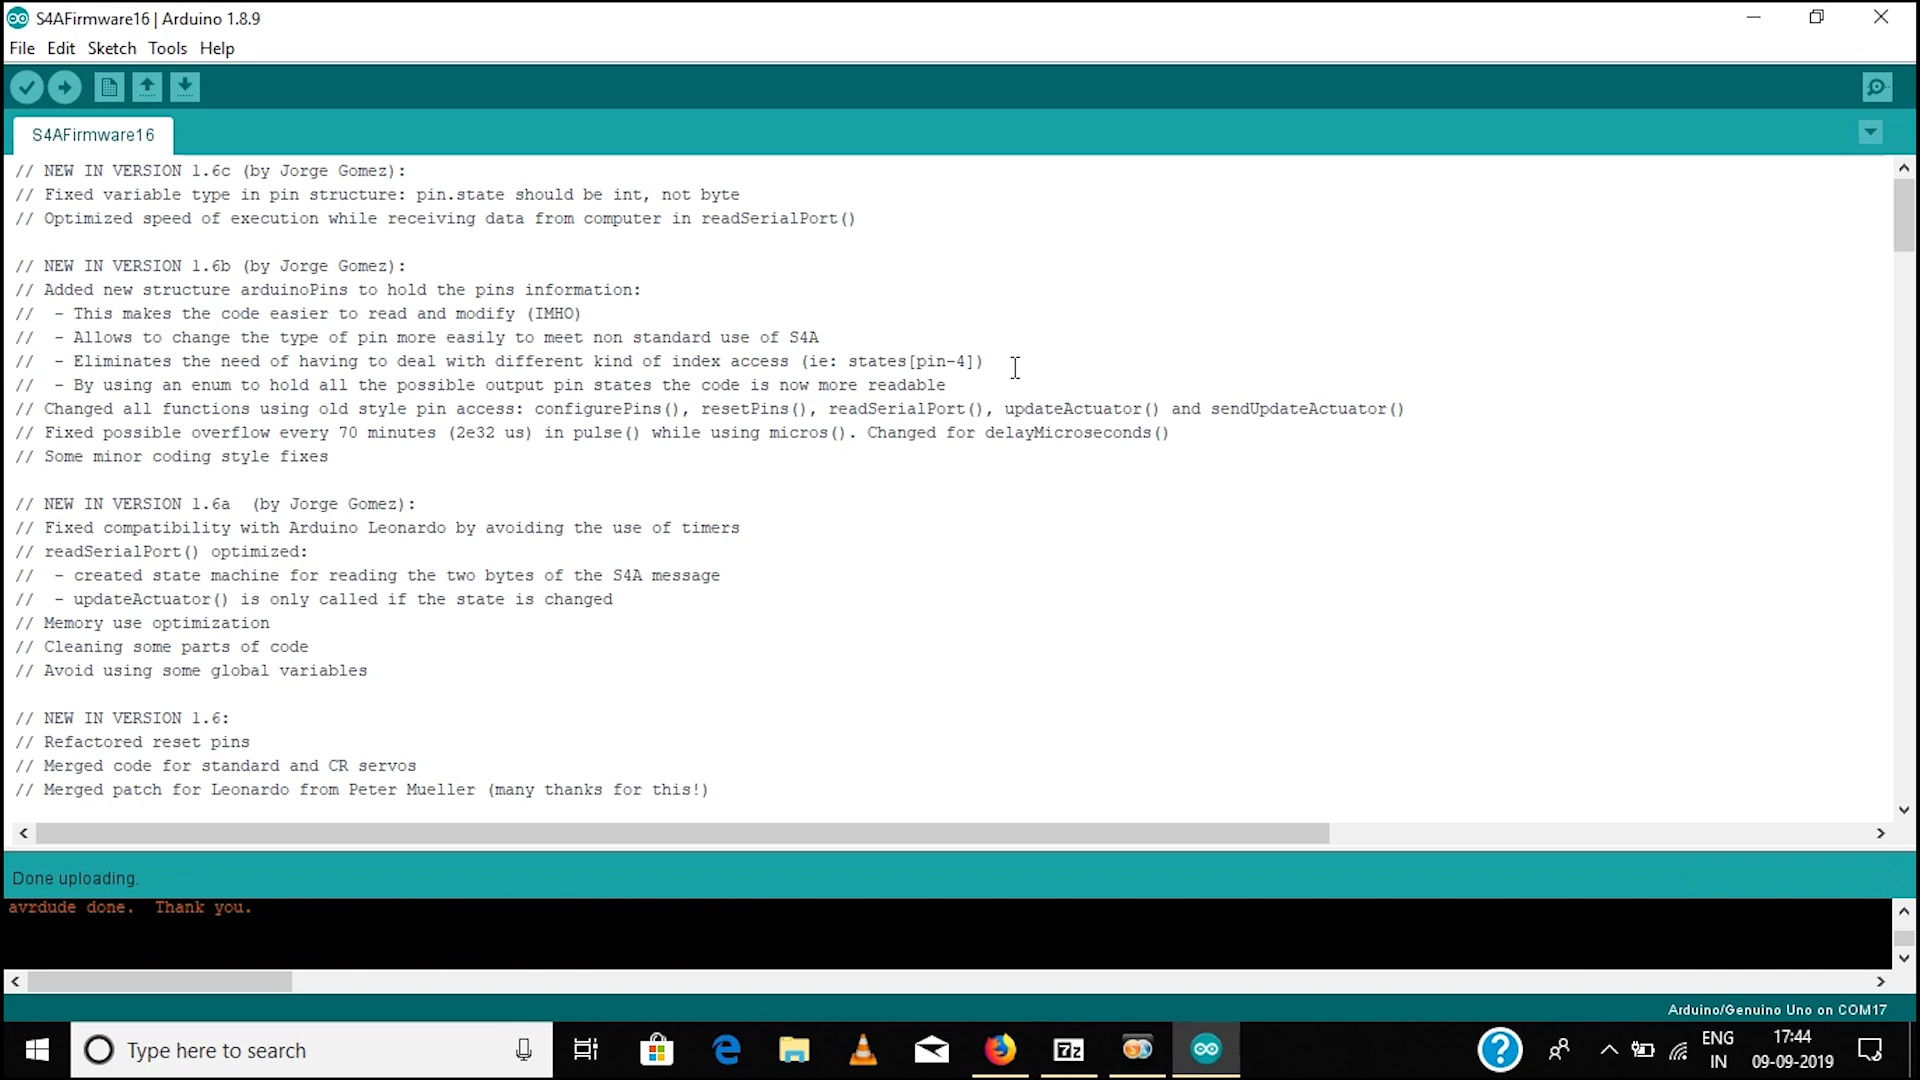 S4AFirmware16 | Arduino 1.8.9
File Edit Sketch Tools Help
S4AFirmware16
// NEW IN VERSION 1.6c (by Jorge Gomez):
// Fixed variable type in pin structure: pin.state should be int, not byte
// Optimized speed of execution while receiving data from computer in readSerialPort()
// NEW IN VERSION 1.6b (by Jorge Gomez):
// Added new structure arduinoPins to hold the pins information:
//  - This makes the code easier to read and modify (IMHO)
//  - Allows to change the type of pin more easily to meet non standard use of S4A
//  - Eliminates the need of having to deal with different kind of index access (ie: states[pin-4])
//  - By using an enum to hold all the possible output pin states the code is now more readable
// Changed all functions using old style pin access: configurePins(), resetPins(), readSerialPort(), updateActuator() and sendUpdateActuator()
// Fixed possible overflow every 70 minutes (2e32 us) in pulse() while using micros(). Changed for delayMicroseconds()
// Some minor coding style fixes
// NEW IN VERSION 1.6a  (by Jorge Gomez):
// Fixed compatibility with Arduino Leonardo by avoiding the use of timers
// readSerialPort() optimized:
//  - created state machine for reading the two bytes of the S4A message
//  - updateActuator() is only called if the state is changed
// Memory use optimization
// Cleaning some parts of code
// Avoid using some global variables
// NEW IN VERSION 1.6:
// Refactored reset pins
// Merged code for standard and CR servos
// Merged patch for Leonardo from Peter Mueller (many thanks for this!)
Done uploading.
avrdude done.  Thank you.
Arduino/Genuino Uno on COM17
Type here to search
7z
ENG
IN
17:44
09-09-2019